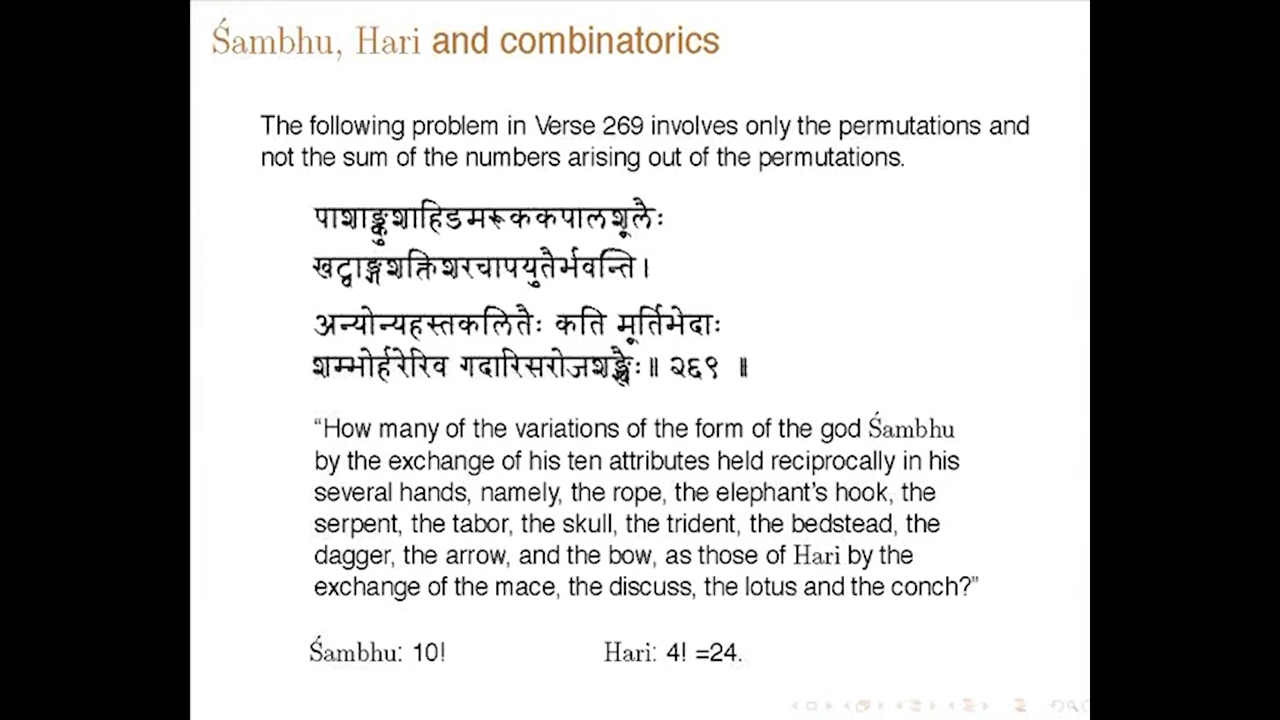 Śambhu, Hari and combinatorics
The following problem in Verse 269 involves only the permutations and
not the sum of the numbers arising out of the permutations.
पाशाङ्कुशाहिडमरूककपालशूलैः
खट्वाङ्गशक्तिशरचापयुतैर्भवन्ति।
अन्योन्यहस्तकलितैः कति मूर्तिभेदाः
शम्भोर्हरेरिव गदारिसरोजशङ्खैः॥ २६९ ॥
“How many of the variations of the form of the god Śambhu
by the exchange of his ten attributes held reciprocally in his
several hands, namely, the rope, the elephant’s hook, the
serpent, the tabor, the skull, the trident, the bedstead, the
dagger, the arrow, and the bow, as those of Hari by the
exchange of the mace, the discuss, the lotus and the conch?”
Śambhu: 10! Hari: 4! =24.